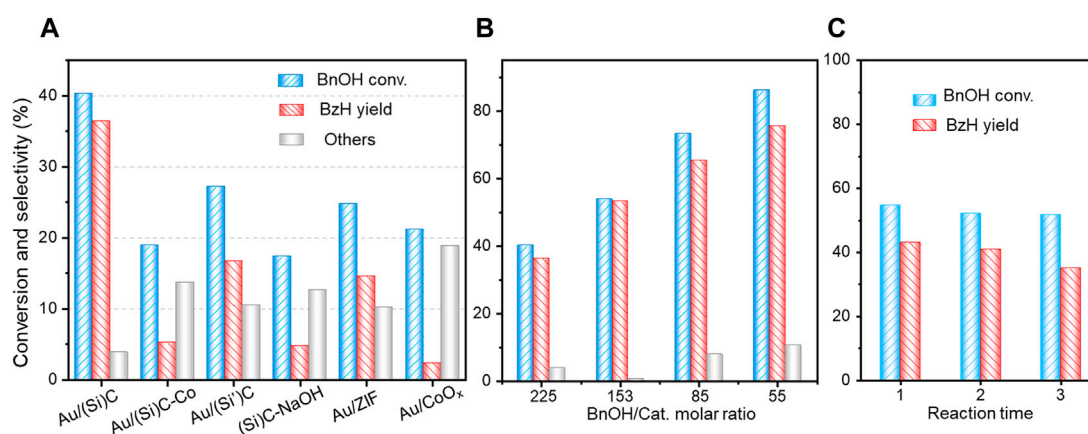 A
Conversion and selectivity (%)
45
40
30
20
10
0
BnOH conv.
BzH yield
Others
Au/(Si)C
Au/(Si)C-Co
Au/(Si')C
(Si)C-NaOH
Au/ZIF
Au/CoOₓ
B
80
60
40
20
0
225
153
85
55
BnOH/Cat. molar ratio
C
100
80
60
40
20
0
BnOH conv.
BzH yield
1
2
3
Reaction time